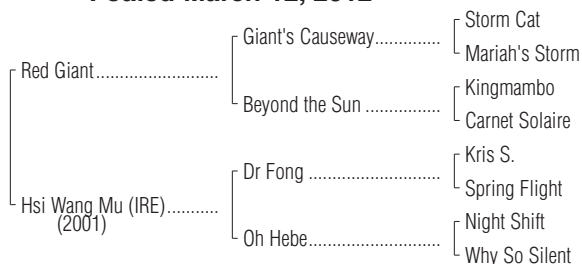 Foaled March 12, 2012
Storm Cat
Giant's Causeway..............
Mariah's Storm
Red Giant..........................
Kingmambo
Beyond the Sun ................
Carnet Solaire
Kris S.
Dr Fong ............................
Spring Flight
Hsi Wang Mu (IRE)...........
(2001)
Night Shift
Oh Hebe............................
Why So Silent